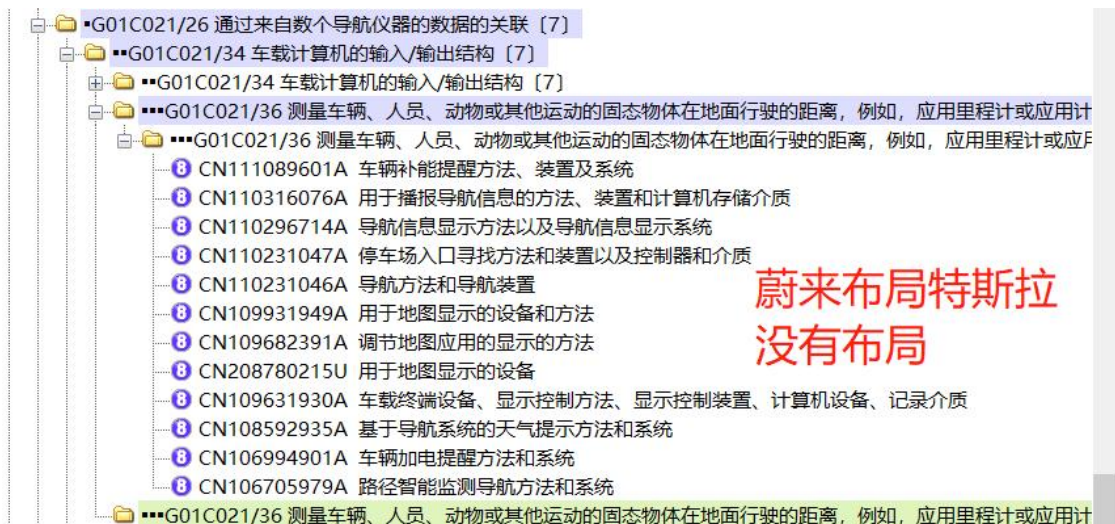 ▪G01C021/26 通过来自数个导航仪器的数据的关联〔7〕
▪▪G01C021/34 车载计算机的输入/输出结构〔7〕
▪▪G01C021/34 车载计算机的输入/输出结构〔7〕
▪▪▪G01C021/36 测量车辆、人员、动物或其他运动的固态物体在地面行驶的距离，例如，应用里程计或应用计
▪▪▪G01C021/36 测量车辆、人员、动物或其他运动的固态物体在地面行驶的距离，例如，应用里程计或应用
CN111089601A 车辆补能提醒方法、装置及系统
CN110316076A 用于播报导航信息的方法、装置和计算机存储介质
CN110296714A 导航信息显示方法以及导航信息显示系统
CN110231047A 停车场入口寻找方法和装置以及控制器和介质
CN110231046A 导航方法和导航装置
CN109931949A 用于地图显示的设备和方法
CN109682391A 调节地图应用的显示的方法
CN208780215U 用于地图显示的设备
CN109631930A 车载终端设备、显示控制方法、显示控制装置、计算机设备、记录介质
CN108592935A 基于导航系统的天气提示方法和系统
CN106994901A 车辆加电提醒方法和系统
CN106705979A 路径智能监测导航方法和系统
▪▪▪G01C021/36 测量车辆、人员、动物或其他运动的固态物体在地面行驶的距离，例如，应用里程计或应用计
蔚来布局特斯拉
没有布局